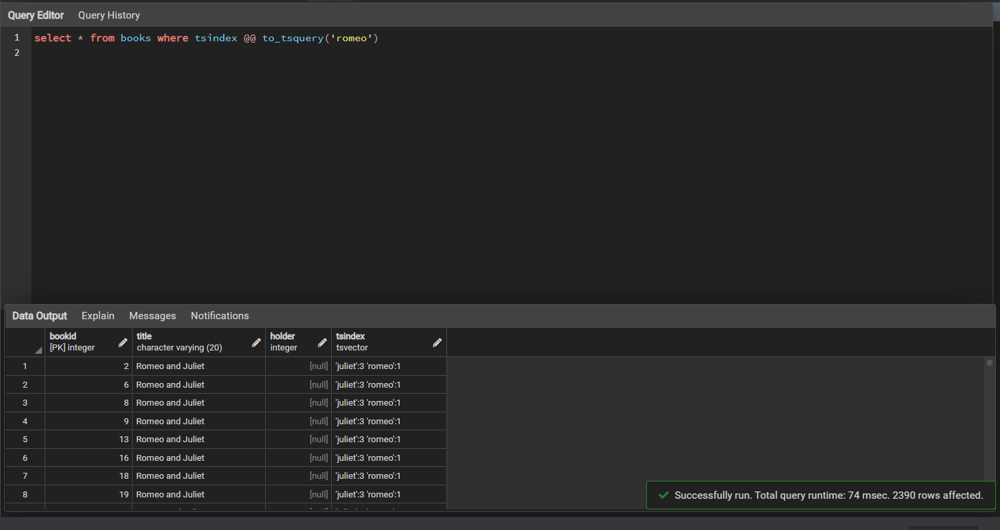 Query Editor Query History
1 select * from books where tsindex @@ to_tsquery('romeo')
2
Data Output Explain Messages Notifications
bookid title holder tsindex
[PK] integer character varying (20) integer tsvector
1 2 Romeo and Juliet [null] 'juliet':3 'romeo':1
2 6 Romeo and Juliet [null] 'juliet':3 'romeo':1
3 8 Romeo and Juliet [null] 'juliet':3 'romeo':1
4 9 Romeo and Juliet [null] 'juliet':3 'romeo':1
5 13 Romeo and Juliet [null] 'juliet':3 'romeo':1
6 16 Romeo and Juliet [null] 'juliet':3 'romeo':1
7 18 Romeo and Juliet [null] 'juliet':3 'romeo':1
8 19 Romeo and Juliet [null] 'juliet':3 'romeo':1
Successfully run. Total query runtime: 74 msec. 2390 rows affected.